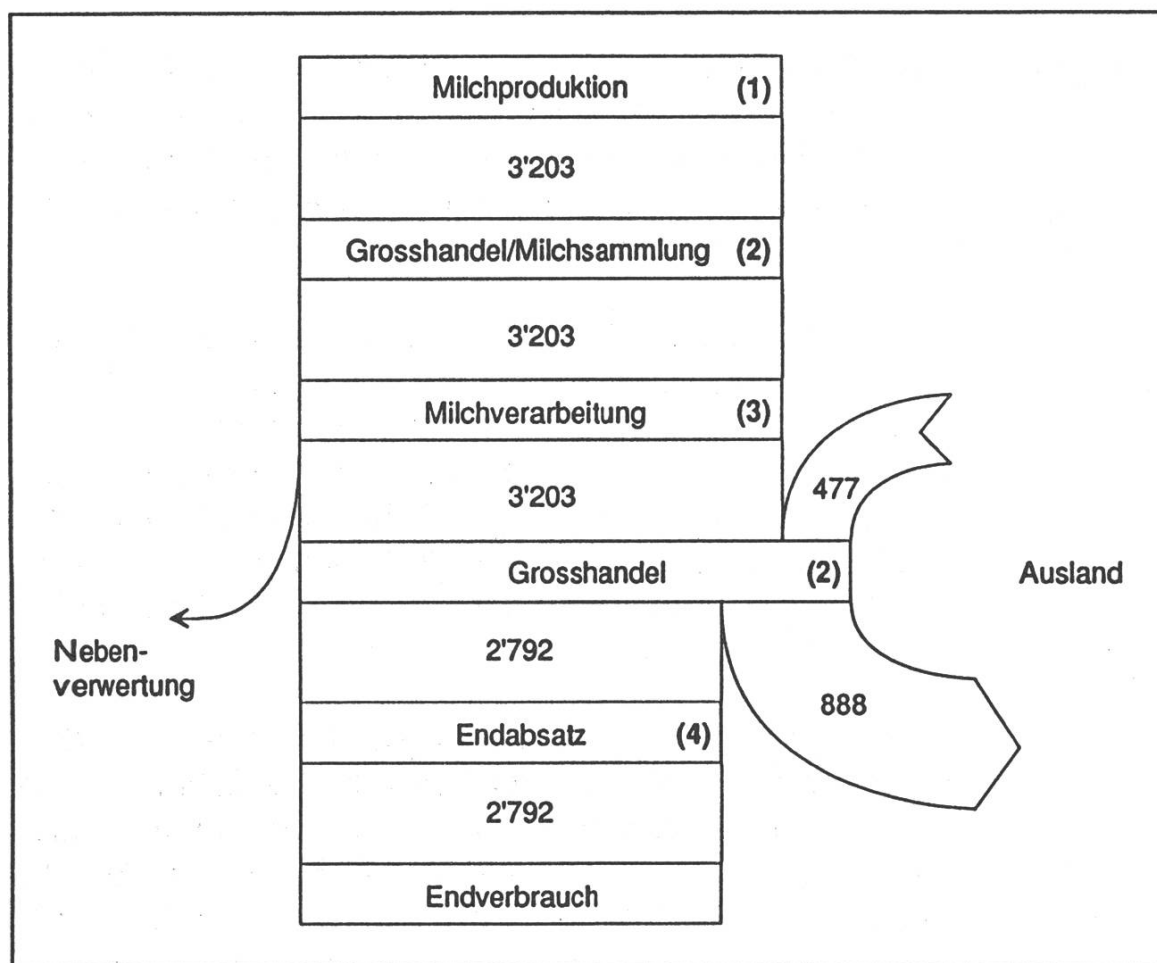 Milchproduktion (1)
3'203
Grosshandel/Milchsammlung (2)
3'203
Milchverarbeitung (3)
3'203
477
Grosshandel (2)
Ausland
Neben-
verwertung
2'792
888
Endabsatz (4)
2'792
Endverbrauch